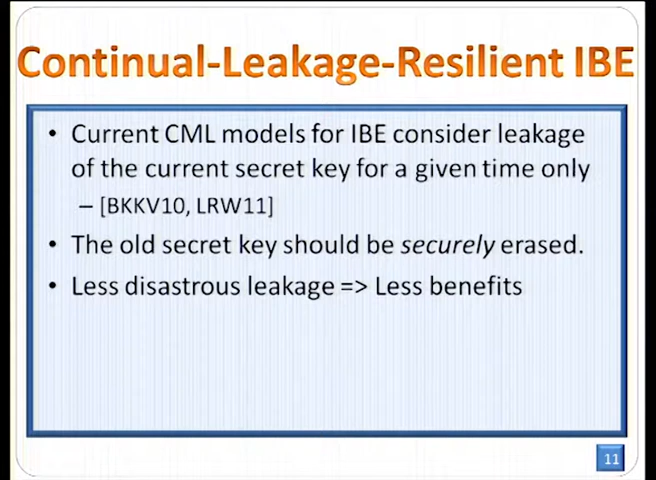 Continual-Leakage-Resilient IBE
• Current CML models for IBE consider leakage
of the current secret key for a given time only
– [BKKV10, LRW11]
• The old secret key should be securely erased.
• Less disastrous leakage => Less benefits
11